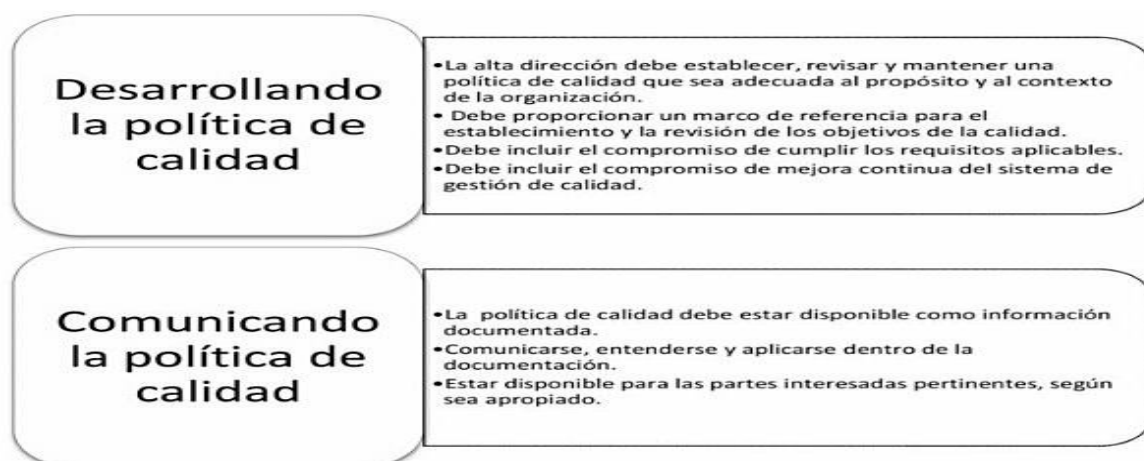 Desarrollando
la política de
calidad
•La alta dirección debe establecer, revisar y mantener una
política de calidad que sea adecuada al propósito y al contexto
de la organización.
• Debe proporcionar un marco de referencia para el
establecimiento y la revisión de los objetivos de la calidad.
•Debe incluir el compromiso de cumplir los requisitos aplicables.
•Debe incluir el compromiso de mejora continua del sistema de
gestión de calidad.
Comunicando
la política de
calidad
•La política de calidad debe estar disponible como información
documentada.
•Comunicarse, entenderse y aplicarse dentro de la
documentación.
•Estar disponible para las partes interesadas pertinentes, según
sea apropiado.